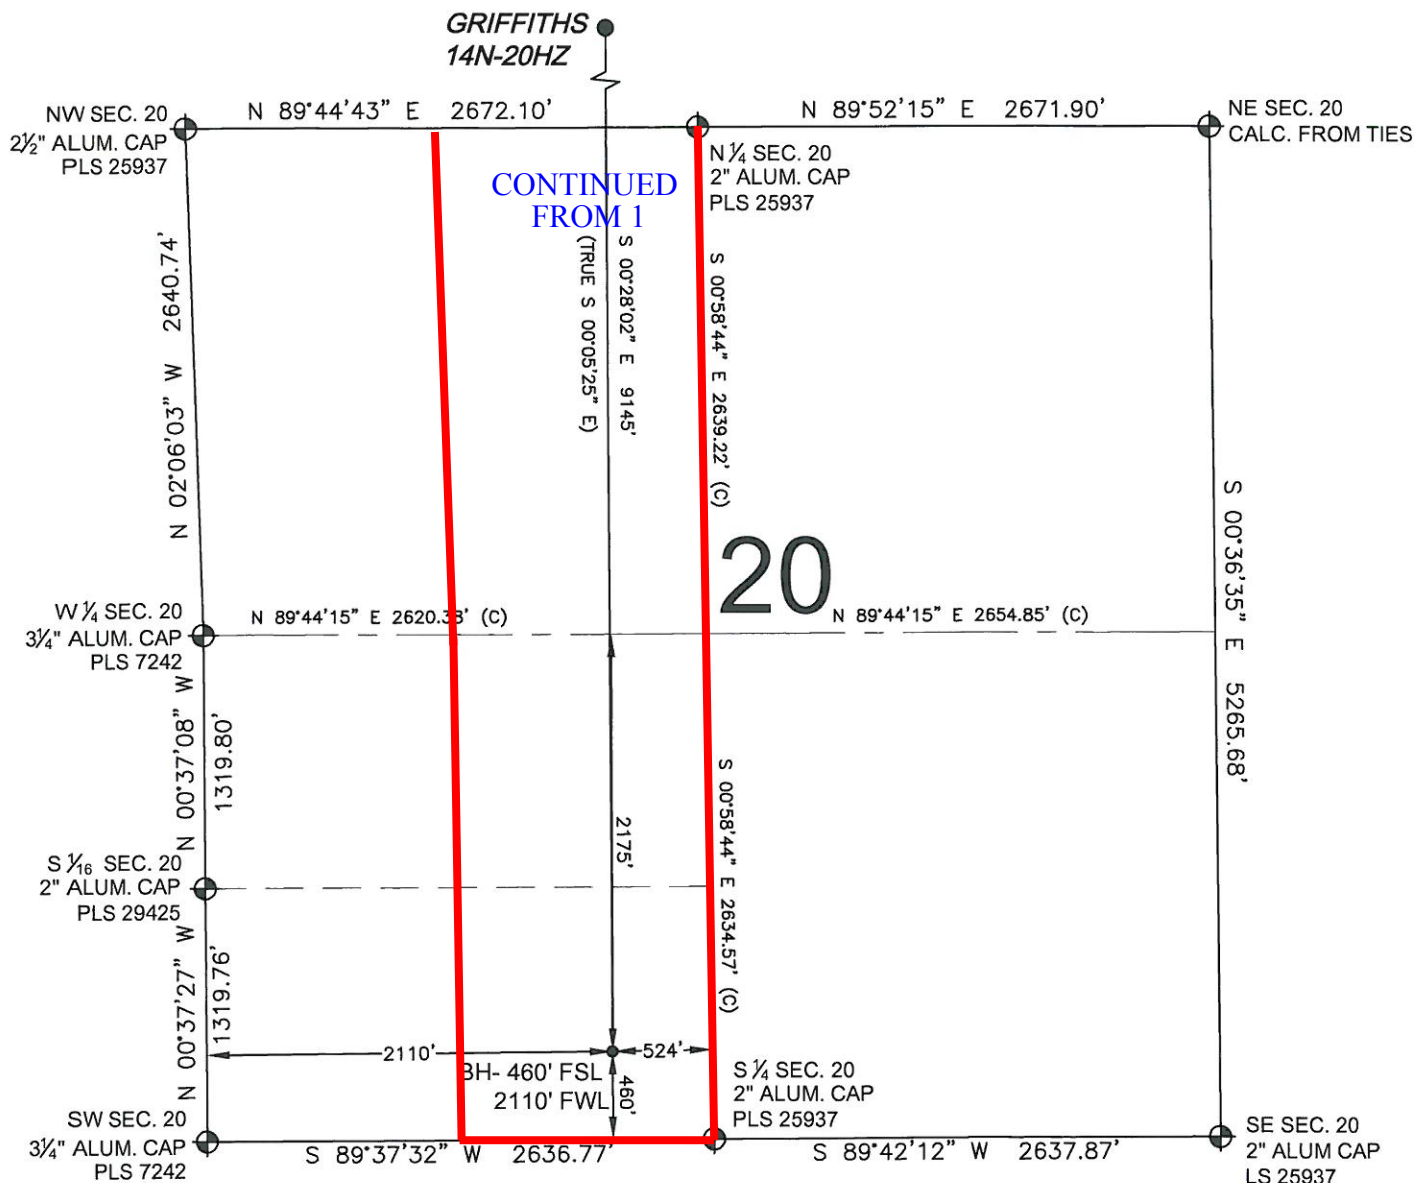 GRIFFITHS
14N-20HZ
NW SEC. 20
2½" ALUM. CAP
PLS 25937
N 89°44'43" E 2672.10'
N 89°52'15" E 2671.90'
NE SEC. 20
CALC. FROM TIES
N ¼ SEC. 20
2" ALUM. CAP
PLS 25937
CONTINUED
FROM 1
N 02°06'03" W 2640.74'
(TRUE S 00°05'25" E)
S 00°28'02" E 9145'
S 00°58'44" E 2639.22' (C)
20
S 00°36'35" E 5265.68'
W ¼ SEC. 20
3¼" ALUM. CAP
PLS 7242
N 89°44'15" E 2620.38' (C)
N 89°44'15" E 2654.85' (C)
N 00°37'08" W
1319.80'
2175'
S 00°58'44" E 2634.57' (C)
S 1/16 SEC. 20
2" ALUM. CAP
PLS 29425
N 00°37'27" W
1319.76'
2110'
524'
BH- 460' FSL
2110' FWL
460'
S ¼ SEC. 20
2" ALUM. CAP
PLS 25937
SW SEC. 20
3¼" ALUM. CAP
PLS 7242
S 89°37'32" W 2636.77'
S 89°42'12" W 2637.87'
SE SEC. 20
2" ALUM CAP
LS 25937